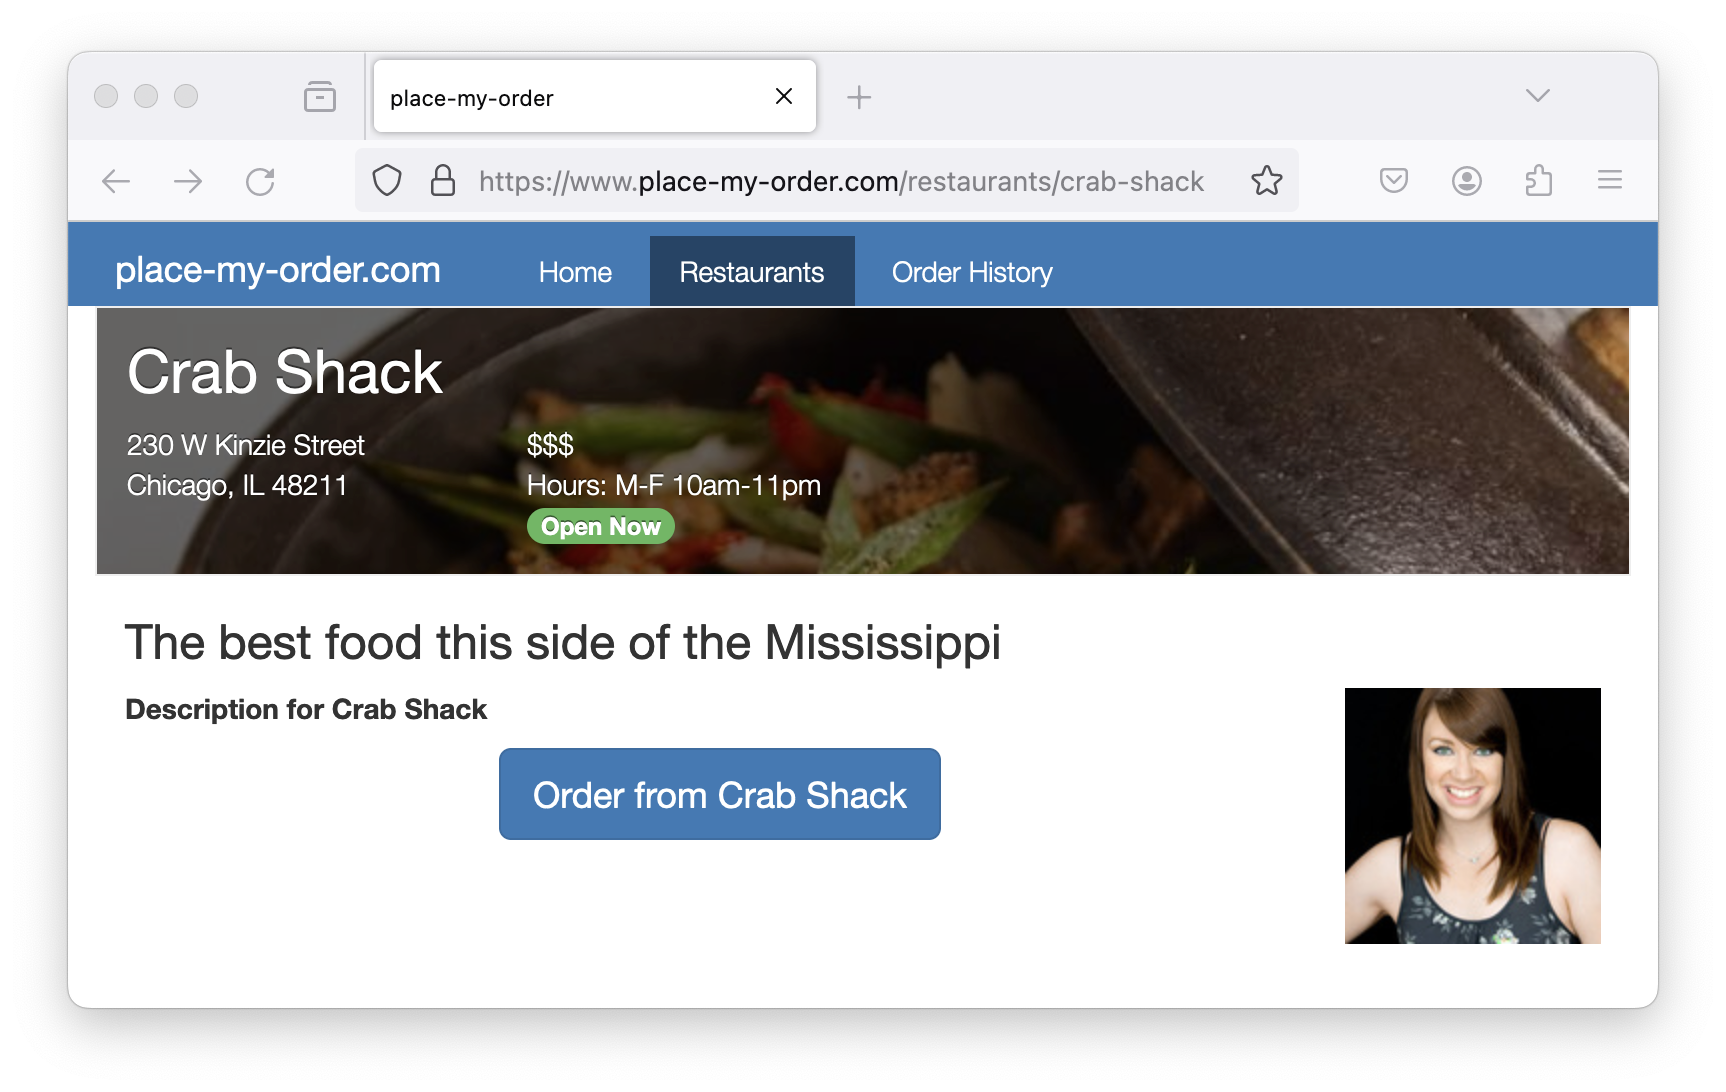 place-my-order
https://www.place-my-order.com/restaurants/crab-shack
place-my-order.com Home Restaurants Order History
Crab Shack
230 W Kinzie Street
Chicago, IL 48211
$$$
Hours: M-F 10am-11pm
Open Now
The best food this side of the Mississippi
Description for Crab Shack
Order from Crab Shack